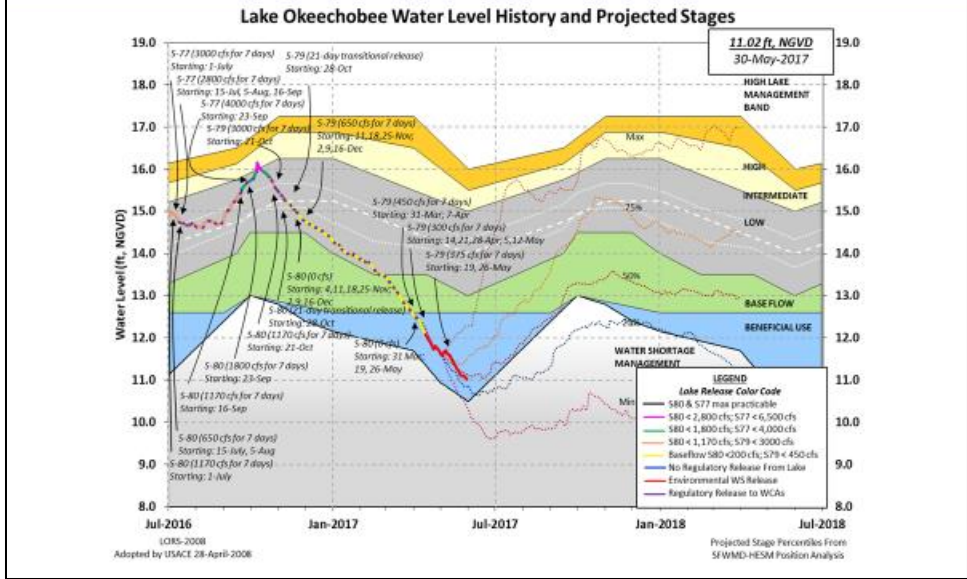 Lake Okeechobee Water Level History and Projected Stages
11.02 ft, NGVD
30-May-2017
19.0
18.0
17.0
16.0
15.0
14.0
13.0
12.0
11.0
10.0
9.0
8.0
Water Level (ft, NGVD)
S-77 (3000 cfs for 7 days)
Starting: 1-July
S-77 (2800 cfs for 7 days)
Starting: 15-Jul, 5-Aug, 16-Sep
S-77 (4000 cfs for 7 days)
Starting: 23-Sep
S-79 (3000 cfs for 7 days)
Starting: 21-Oct
S-79 (21-day transitional release)
Starting: 28-Oct
S-79 (650 cfs for 7 days)
Starting: 11,18,25-Nov;
2,9,16-Dec
S-79 (450 cfs for 7 days)
Starting: 31-Mar, 7-Apr
S-79 (300 cfs for 7 days)
Starting: 14,21,28-Apr; 5,12-May
S-79 (375 cfs for 7 days)
Starting: 19, 26-May
S-80 (0 cfs)
Starting: 4,11,18,25-Nov;
2,9,16-Dec
S-80 (21-day transitional release)
Starting: 28-Oct
S-80 (1170 cfs for 7 days)
Starting: 21-Oct
S-80 (1800 cfs for 7 days)
Starting: 23-Sep
S-80 (1170 cfs for 7 days)
Starting: 16-Sep
S-80 (650 cfs for 7 days)
Starting: 15-July, 5-Aug
S-80 (1170 cfs for 7 days)
Starting: 1-July
S-80 (0 cfs)
Starting: 31 Mar
19, 26-May
Max
75%
50%
25%
Min
HIGH LAKE
MANAGEMENT
BAND
HIGH
INTERMEDIATE
LOW
BASE FLOW
BENEFICIAL USE
WATER SHORTAGE
MANAGEMENT
19.0
18.0
17.0
16.0
15.0
14.0
13.0
12.0
11.0
10.0
9.0
8.0
LEGEND
Lake Release Color Code
S80 & S77 max practicable
S80 < 2,800 cfs; S77 < 6,500 cfs
S80 < 1,800 cfs; S77 < 4,000 cfs
S80 < 1,170 cfs; S79 < 3000 cfs
Baseflow S80 <200 cfs; S79 < 450 cfs
No Regulatory Release From Lake
Environmental WS Release
Regulatory Release to WCAs
Jul-2016
Jan-2017
Jul-2017
Jan-2018
Jul-2018
LORS-2008
Adopted by USACE 28-April-2008
Projected Stage Percentiles From
SFWMD-HESM Position Analysis